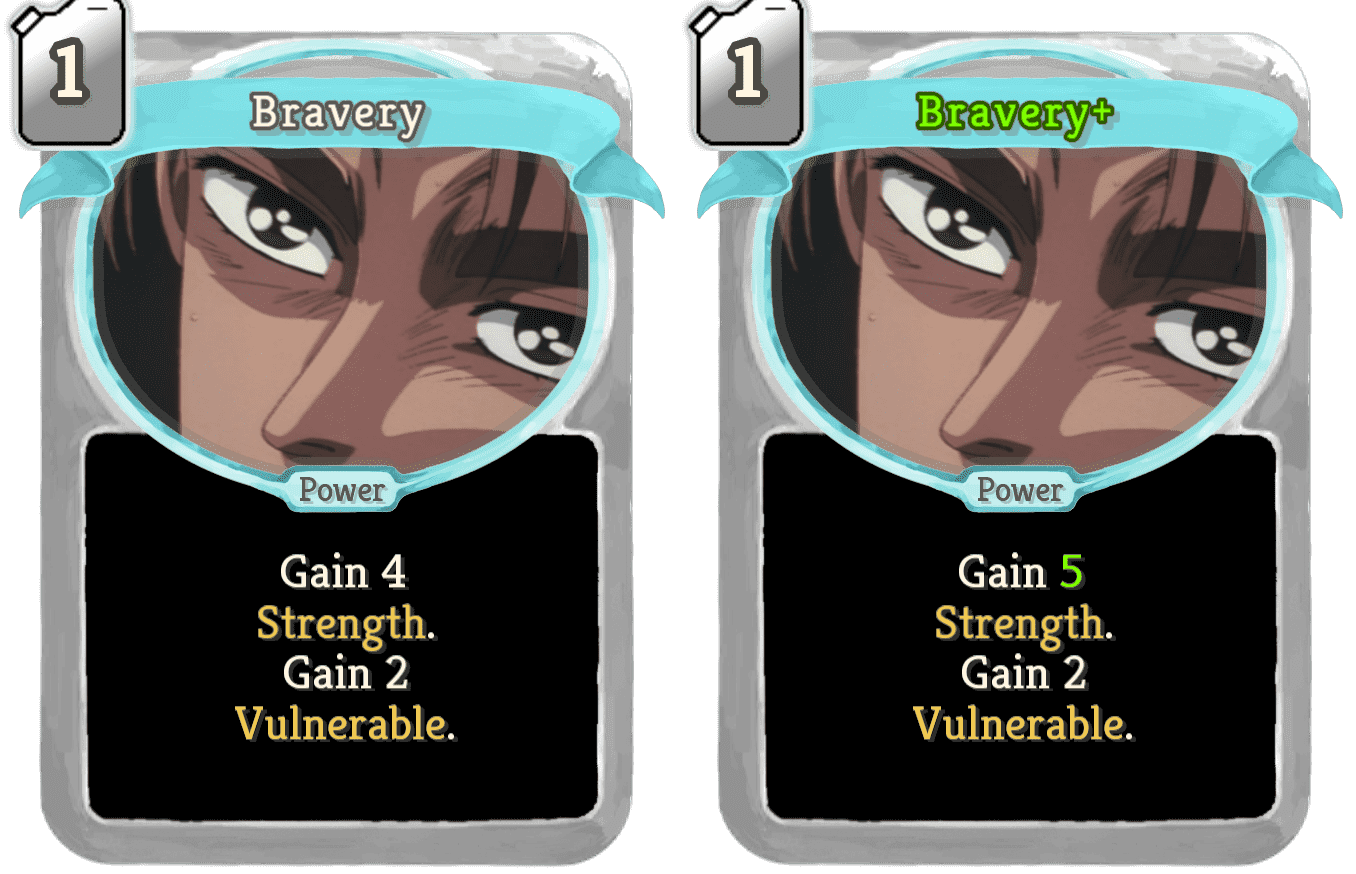 1
Bravery
Power
Gain 4
Strength.
Gain 2
Vulnerable.
1
Bravery+
Power
Gain 5
Strength.
Gain 2
Vulnerable.